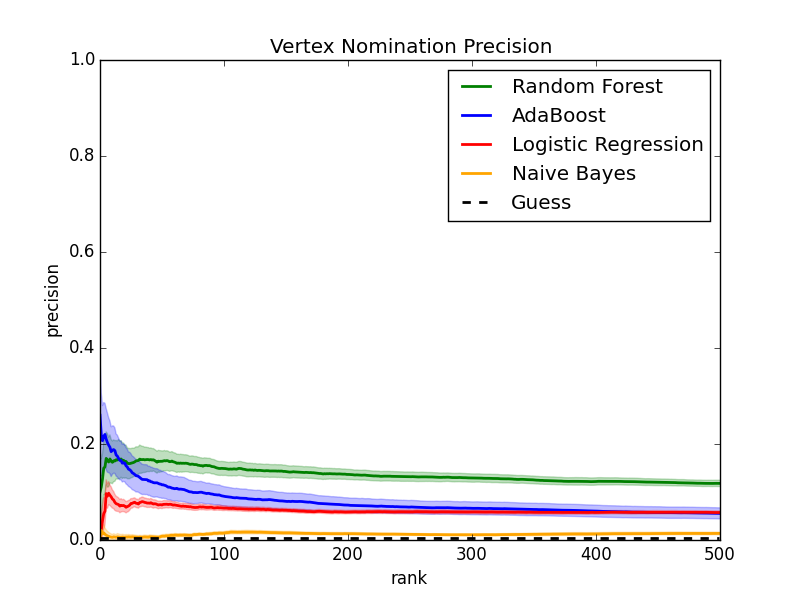 Vertex Nomination Precision
1.0
0.8
0.6
0.4
0.2
0.0
precision
Random Forest
AdaBoost
Logistic Regression
Naive Bayes
Guess
0
100
200
300
400
500
rank